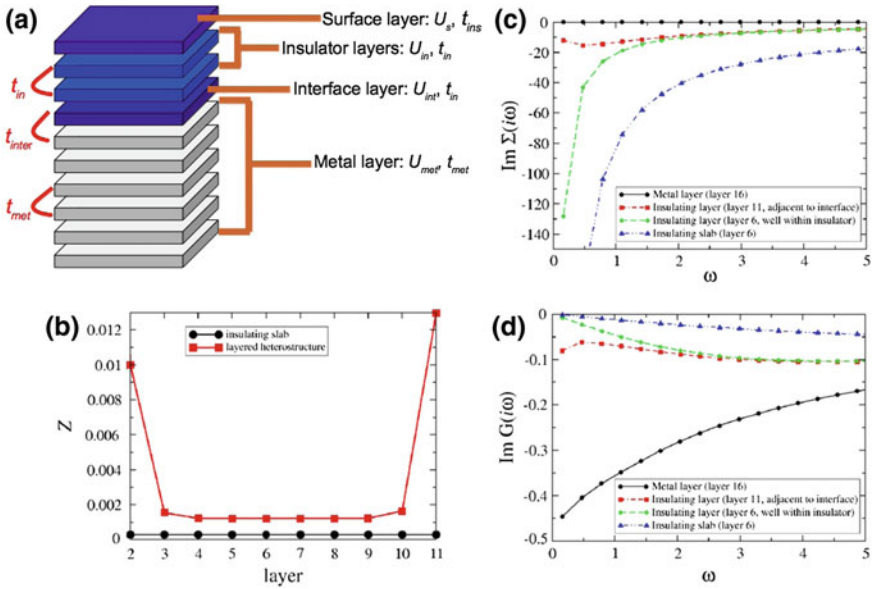 (a)
Surface layer: Us, tins
Insulator layers: Uin, tin
Interface layer: Uint, tin
Metal layer: Umet, tmet
tin
tinter
tmet
(b)
Z
0.012
0.01
0.008
0.006
0.004
0.002
0
insulating slab
layered heterostructure
2 3 4 5 6 7 8 9 10 11
layer
(c)
Im Σ(iω)
0
-20
-40
-60
-80
-100
-120
-140
Metal layer (layer 16)
Insulating layer (layer 11, adjacent to interface)
Insulating layer (layer 6, well within insulator)
Insulating slab (layer 6)
0 1 2 3 4 5
ω
(d)
Im G(iω)
0
-0.1
-0.2
-0.3
-0.4
-0.5
Metal layer (layer 16)
Insulating layer (layer 11, adjacent to interface)
Insulating layer (layer 6, well within insulator)
Insulating slab (layer 6)
0 1 2 3 4 5
ω